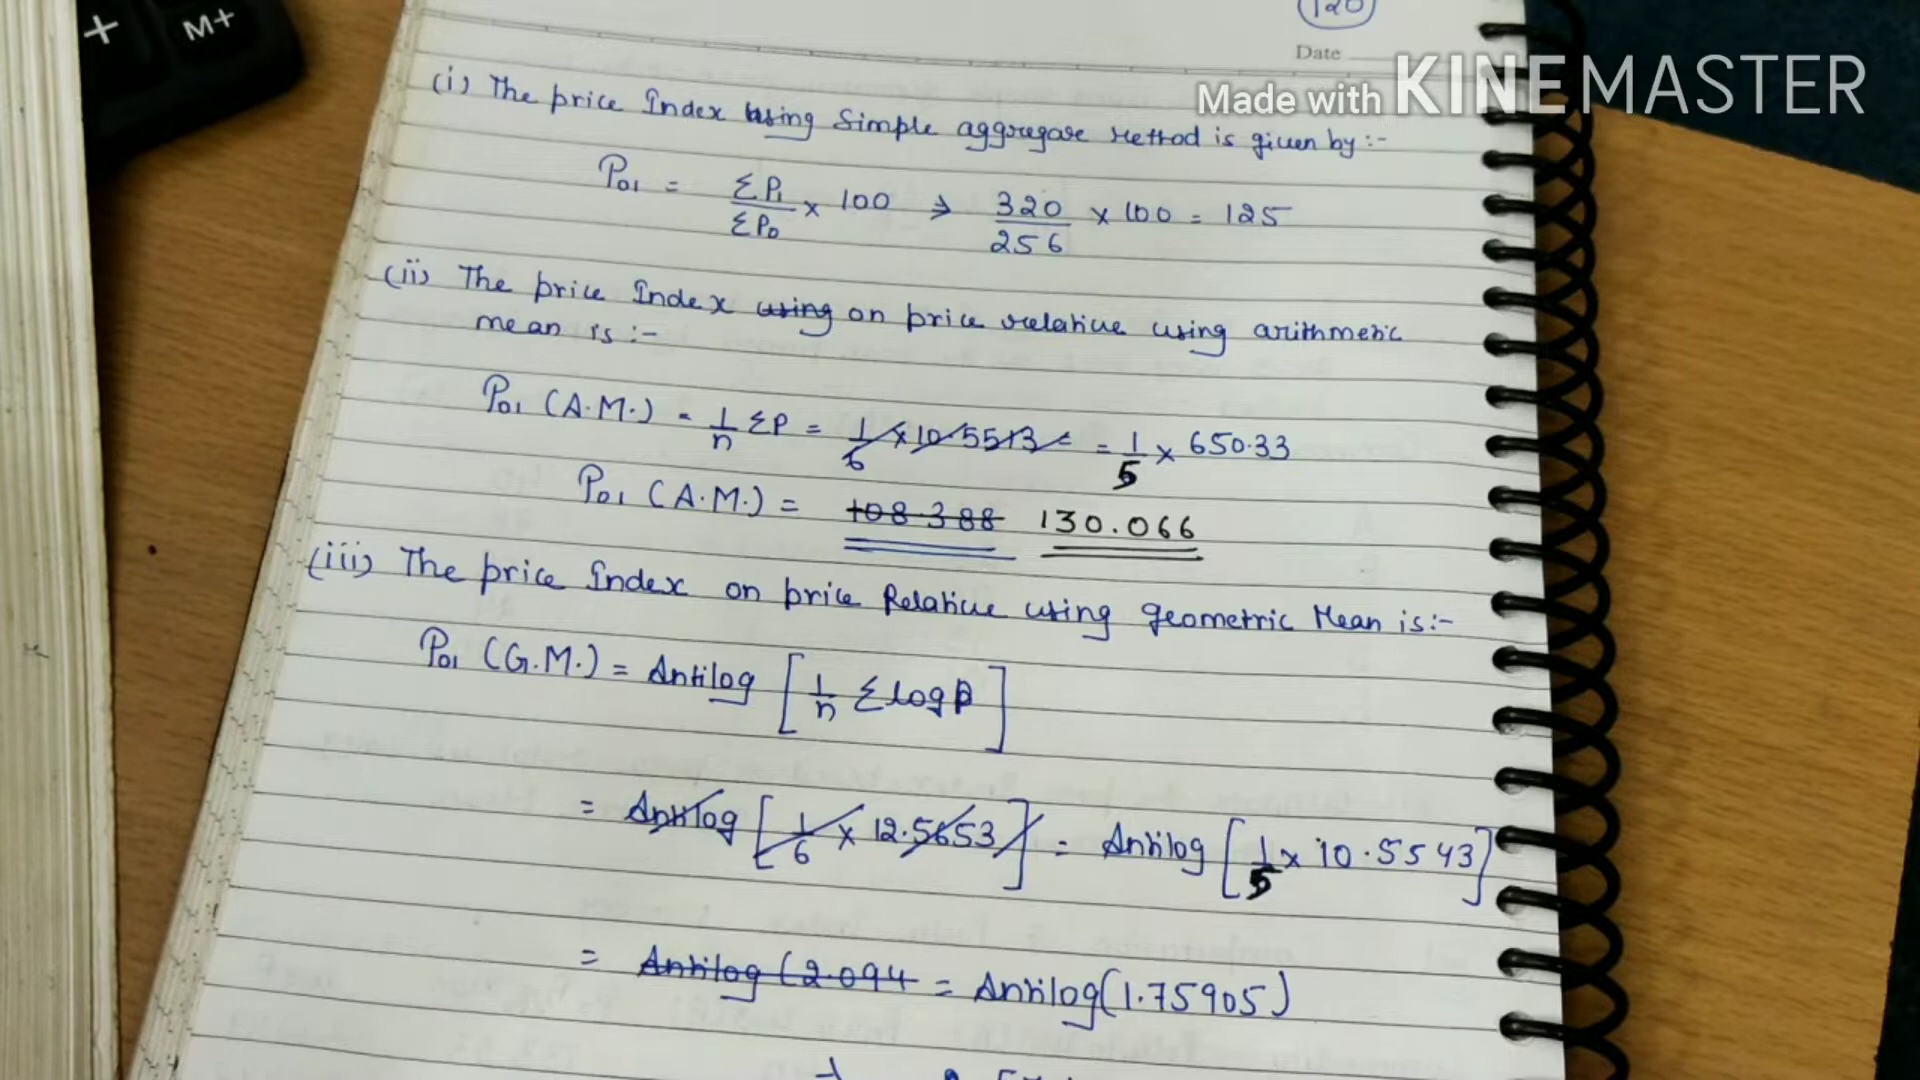 +
M+
120
Date
Made with KINEMASTER
(i) The price Index using Simple aggregate Method is given by:-
P01 = ΣP1/ΣP0 × 100 ⇒ 320/256 × 100 = 125
(ii) The price Index using on price relative using arithmetic
mean is :-
P01 (A.M.) = 1/n ΣP = 1/6 × 10.5513 = = 1/5 × 650.33
P01 (A.M.) = 108.388 130.066
(iii) The price Index on price Relative using geometric Mean is:-
P01 (G.M.) = Antilog [1/n Σlog P]
= Antilog [1/6 × 12.5653] = Antilog [1/5 × 10.5543]
= Antilog (2.094 = Antilog(1.75905)